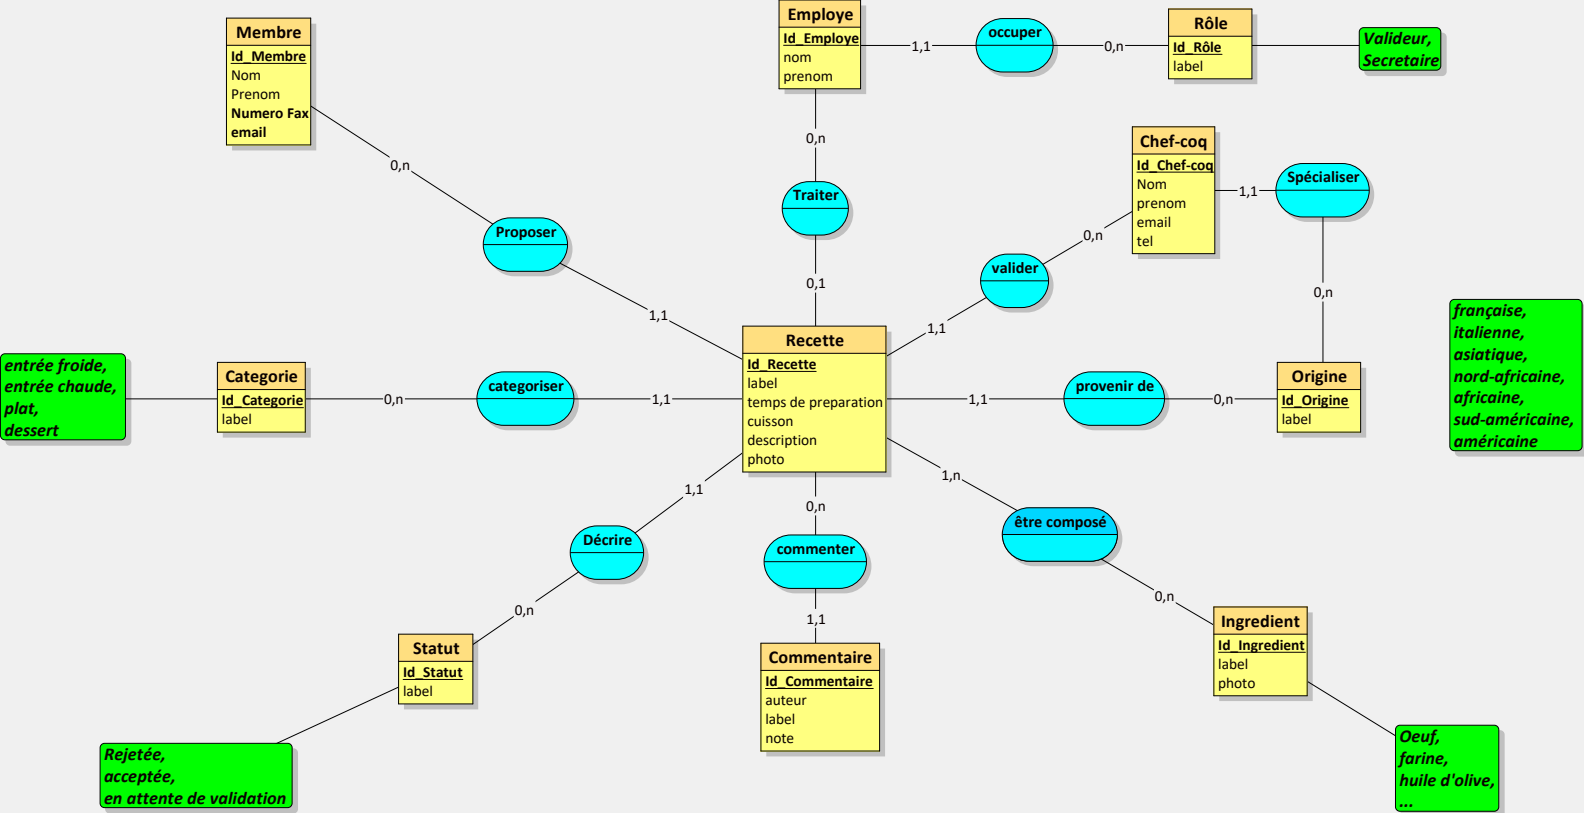 Membre
Id_Membre
Nom
Prenom
Numero Fax
email
Employe
Id_Employe
nom
prenom
1,1
occuper
0,n
Rôle
Id_Rôle
label
Valideur,
Secretaire
0,n
Traiter
0,1
0,n
Proposer
1,1
Chef-coq
Id_Chef-coq
Nom
prenom
email
tel
1,1
Spécialiser
0,n
0,n
valider
1,1
française,
italienne,
asiatique,
nord-africaine,
africaine,
sud-américaine,
américaine
entrée froide,
entrée chaude,
plat,
dessert
Categorie
Id_Categorie
label
0,n
categoriser
1,1
Recette
Id_Recette
label
temps de preparation
cuisson
description
photo
1,1
provenir de
0,n
Origine
Id_Origine
label
1,1
Décrire
0,n
Statut
Id_Statut
label
Rejetée,
acceptée,
en attente de validation
0,n
commenter
1,1
Commentaire
Id_Commentaire
auteur
label
note
1,n
être composé
0,n
Ingredient
Id_Ingredient
label
photo
Oeuf,
farine,
huile d'olive,
...